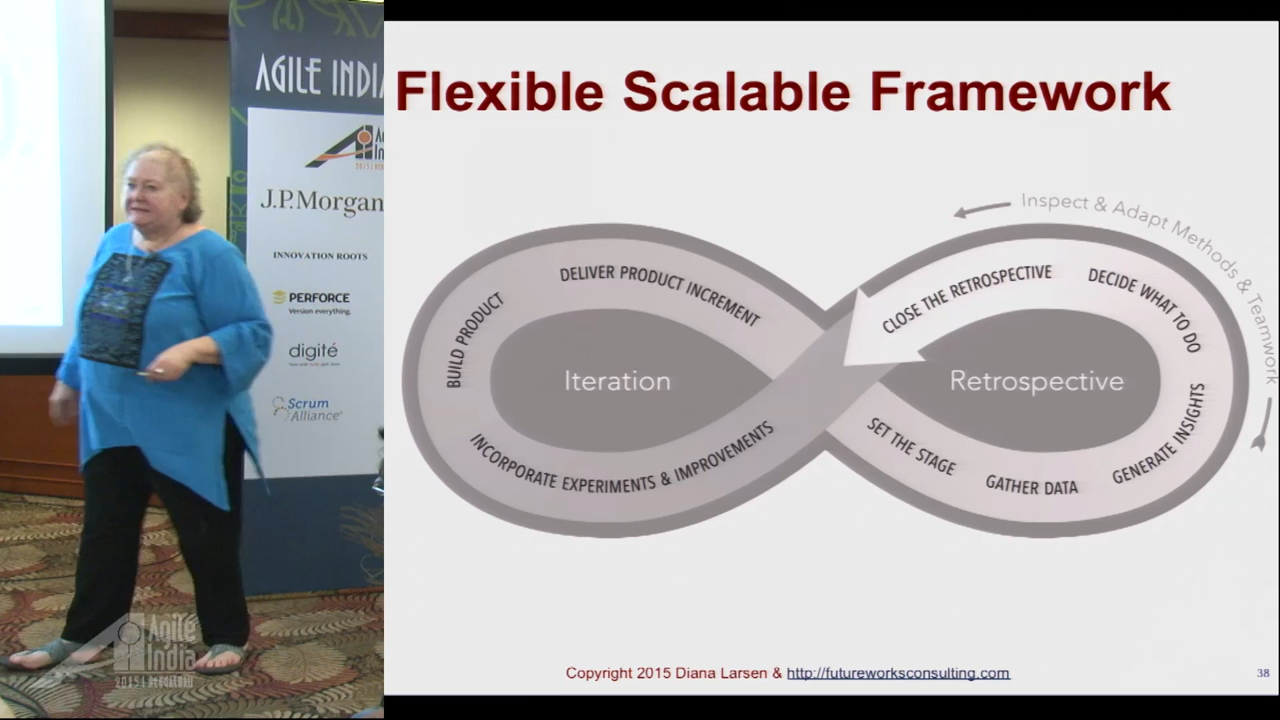 AGILE INDIA
J.P.Morgan
INNOVATION ROOTS
PERFORCE
Version everything.
digité
Scrum
Alliance®
Agile
India
Flexible Scalable Framework
Inspect & Adapt Methods & Teamwork
DELIVER PRODUCT INCREMENT
BUILD PRODUCT
Iteration
INCORPORATE EXPERIMENTS & IMPROVEMENTS
CLOSE THE RETROSPECTIVE
DECIDE WHAT TO DO
Retrospective
SET THE STAGE
GATHER DATA
GENERATE INSIGHTS
Copyright 2015 Diana Larsen & http://futureworksconsulting.com
38